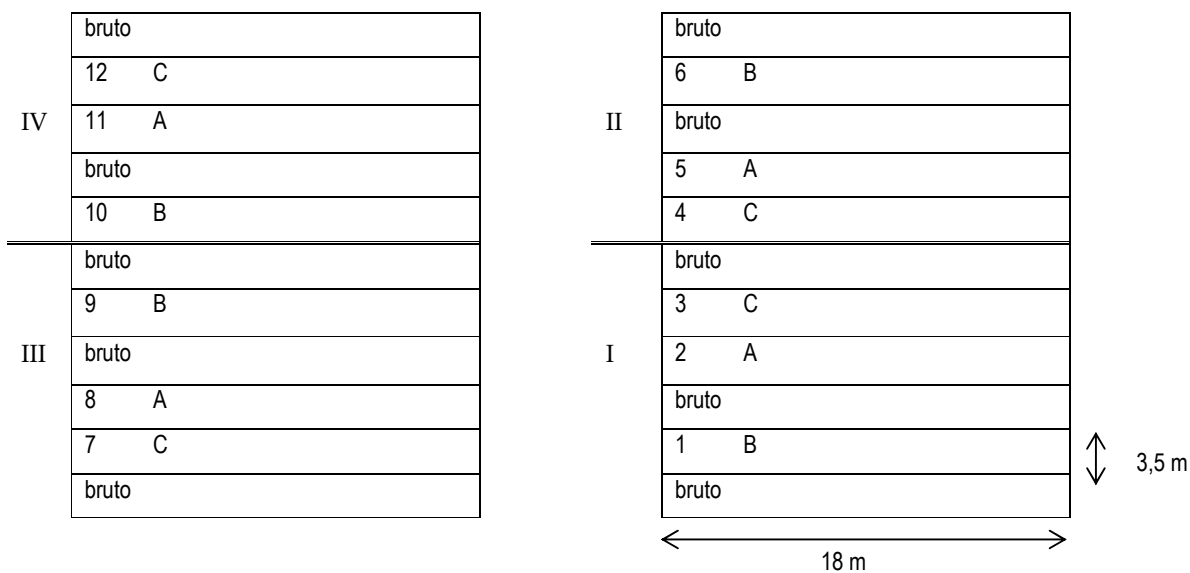 bruto
12 C
IV 11 A
bruto
10 B
bruto
9 B
III bruto
8 A
7 C
bruto
bruto
6 B
II bruto
5 A
4 C
bruto
3 C
I 2 A
bruto
1 B
3,5 m
bruto
18 m